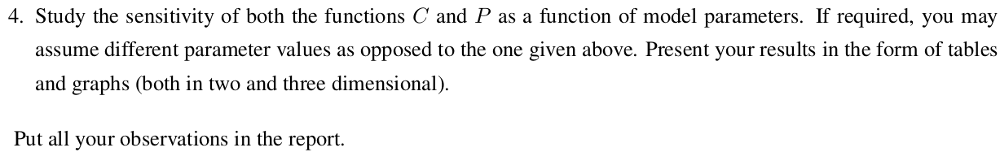 4. Study the sensitivity of both the functions C and P as a function of model parameters. If required, you may
assume different parameter values as opposed to the one given above. Present your results in the form of tables
and graphs (both in two and three dimensional).
Put all your observations in the report.